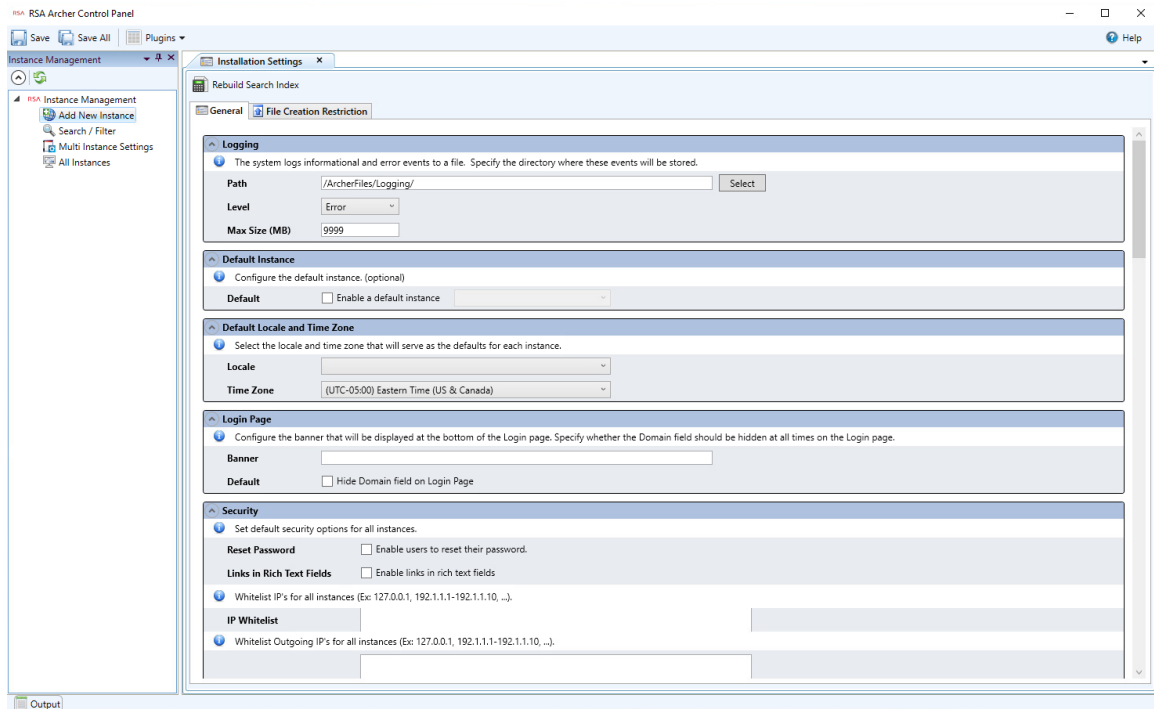 RSA RSA Archer Control Panel
Save Save All Plugins Help
Instance Management
RSA Instance Management
Add New Instance
Search / Filter
Multi Instance Settings
All Instances
Installation Settings
Rebuild Search Index
General File Creation Restriction
Logging
The system logs informational and error events to a file. Specify the directory where these events will be stored.
Path /ArcherFiles/Logging/ Select
Level Error
Max Size (MB) 9999
Default Instance
Configure the default instance. (optional)
Default Enable a default instance
Default Locale and Time Zone
Select the locale and time zone that will serve as the defaults for each instance.
Locale
Time Zone (UTC-05:00) Eastern Time (US & Canada)
Login Page
Configure the banner that will be displayed at the bottom of the Login page. Specify whether the Domain field should be hidden at all times on the Login page.
Banner
Default Hide Domain field on Login Page
Security
Set default security options for all instances.
Reset Password Enable users to reset their password.
Links in Rich Text Fields Enable links in rich text fields
Whitelist IP's for all instances (Ex: 127.0.0.1, 192.1.1.1-192.1.1.10, ...).
IP Whitelist
Whitelist Outgoing IP's for all instances (Ex: 127.0.0.1, 192.1.1.1-192.1.1.10, ...).
Output